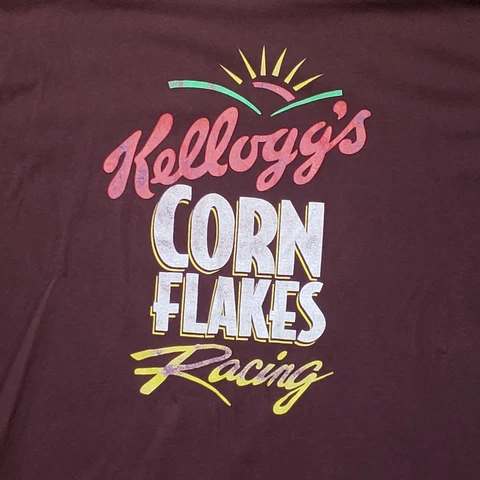 Kellogg's
CORN
FLAKES
Racing